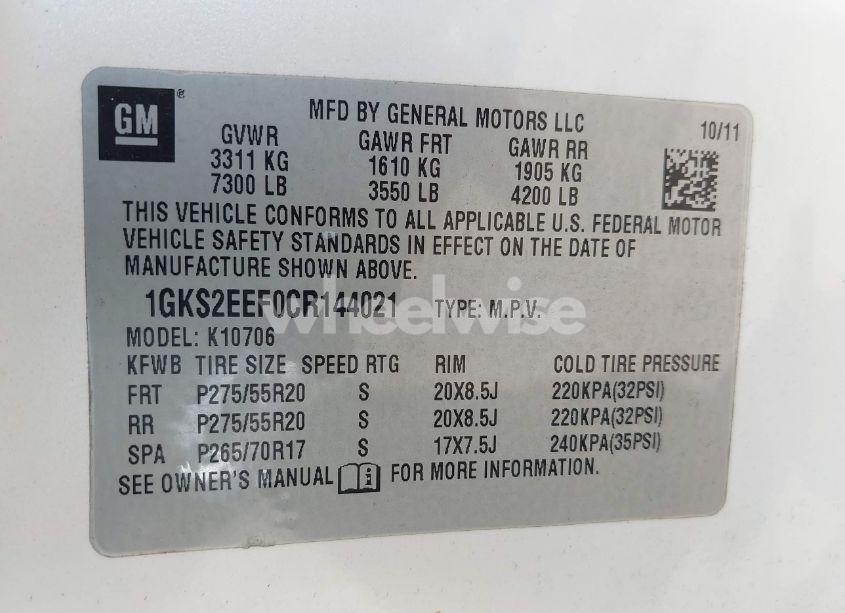 GM ®
MFD BY GENERAL MOTORS LLC 10/11
GVWR GAWR FRT GAWR RR
3311 KG 1610 KG 1905 KG
7300 LB 3550 LB 4200 LB
THIS VEHICLE CONFORMS TO ALL APPLICABLE U.S. FEDERAL MOTOR
VEHICLE SAFETY STANDARDS IN EFFECT ON THE DATE OF
MANUFACTURE SHOWN ABOVE.
1GKS2EEF0CR144021 TYPE: M.P.V.
wheelwise
MODEL: K10706
KFWB TIRE SIZE SPEED RTG RIM COLD TIRE PRESSURE
FRT P275/55R20 S 20X8.5J 220KPA(32PSI)
RR P275/55R20 S 20X8.5J 220KPA(32PSI)
SPA P265/70R17 S 17X7.5J 240KPA(35PSI)
SEE OWNER'S MANUAL i FOR MORE INFORMATION.